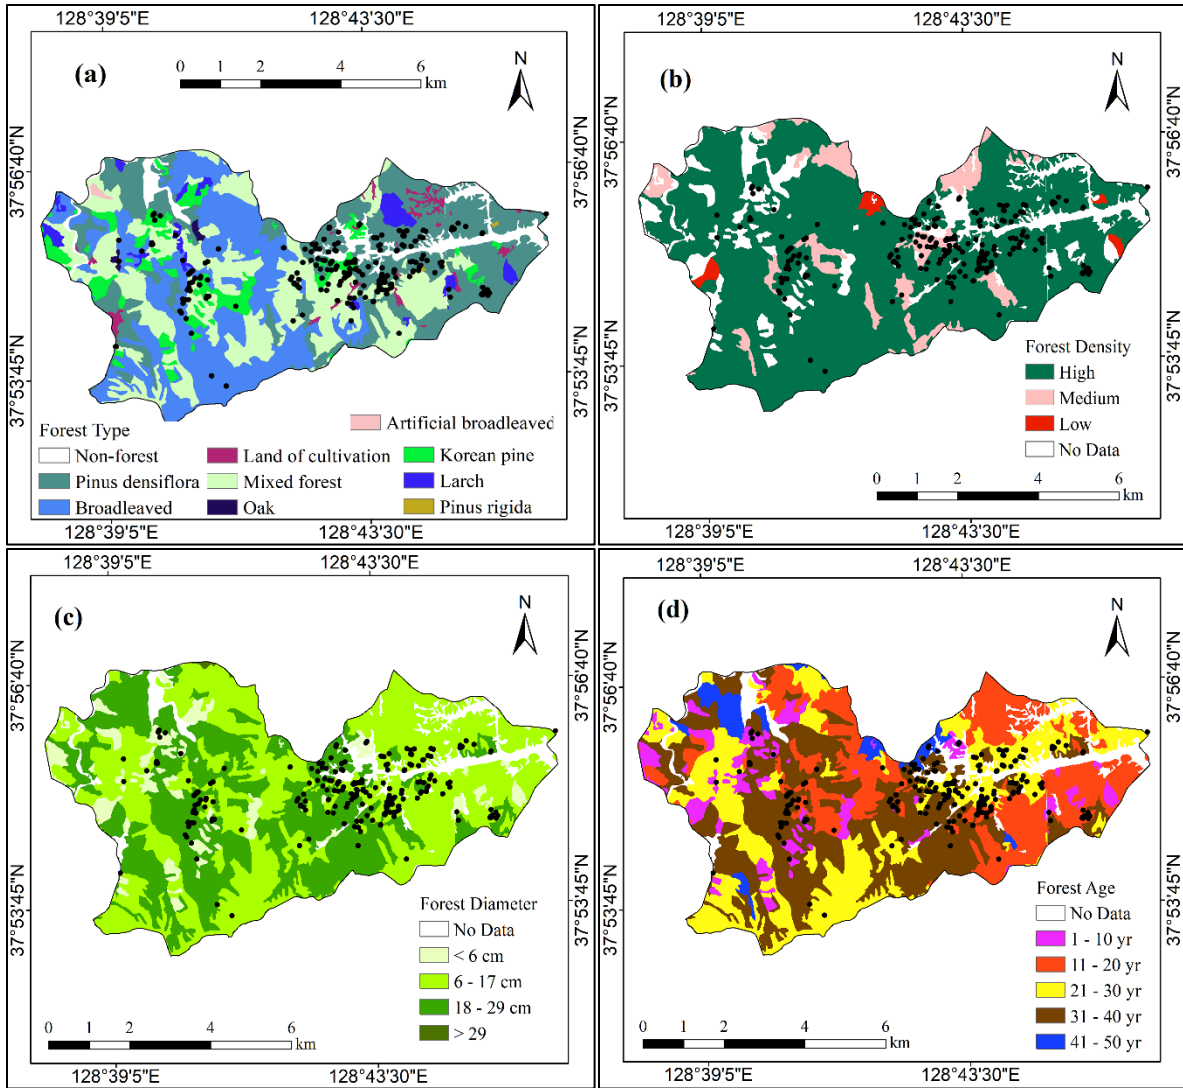 128°39'5"E 128°43'30"E
(a)
0 1 2 4 6
km
N
37°56'40"N
37°56'40"N
37°53'45"N
37°53'45"N
Artificial broadleaved
Forest Type
Non-forest Land of cultivation Korean pine
Pinus densiflora Mixed forest Larch
Broadleaved Oak Pinus rigida
128°39'5"E 128°43'30"E
128°39'5"E 128°43'30"E
(b)
N
37°56'40"N
37°56'40"N
37°53'45"N
37°53'45"N
Forest Density
High
Medium
Low
No Data
0 1 2 4 6
km
128°39'5"E 128°43'30"E
128°39'5"E 128°43'30"E
(c)
N
37°56'40"N
37°56'40"N
37°53'45"N
37°53'45"N
Forest Diameter
No Data
< 6 cm
6 - 17 cm
18 - 29 cm
> 29
0 1 2 4 6
km
128°39'5"E 128°43'30"E
128°39'5"E 128°43'30"E
(d)
N
37°56'40"N
37°56'40"N
37°53'45"N
37°53'45"N
Forest Age
No Data
1 - 10 yr
11 - 20 yr
21 - 30 yr
31 - 40 yr
41 - 50 yr
0 1 2 4 6
km
128°39'5"E 128°43'30"E